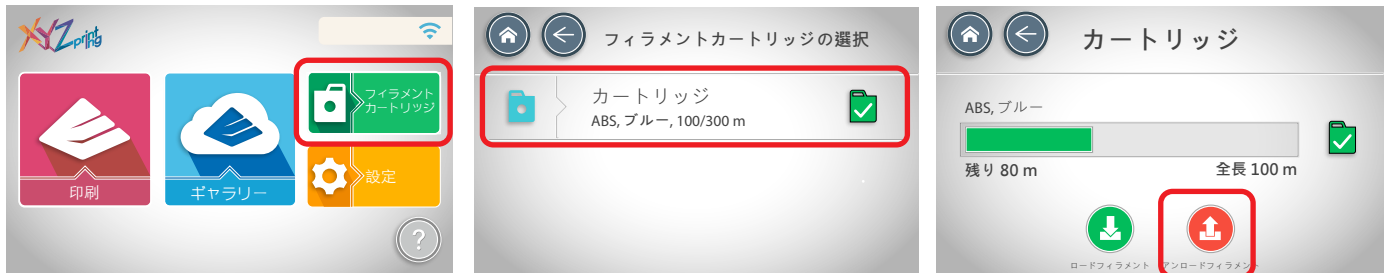 XYZprinting
フィラメント
カートリッジ
印刷
ギャラリー
設定
?
フィラメントカートリッジの選択
カートリッジ
ABS, ブルー, 100/300 m
カートリッジ
ABS, ブルー
残り 80 m
全長 100 m
ロードフィラメント
アンロードフィラメント